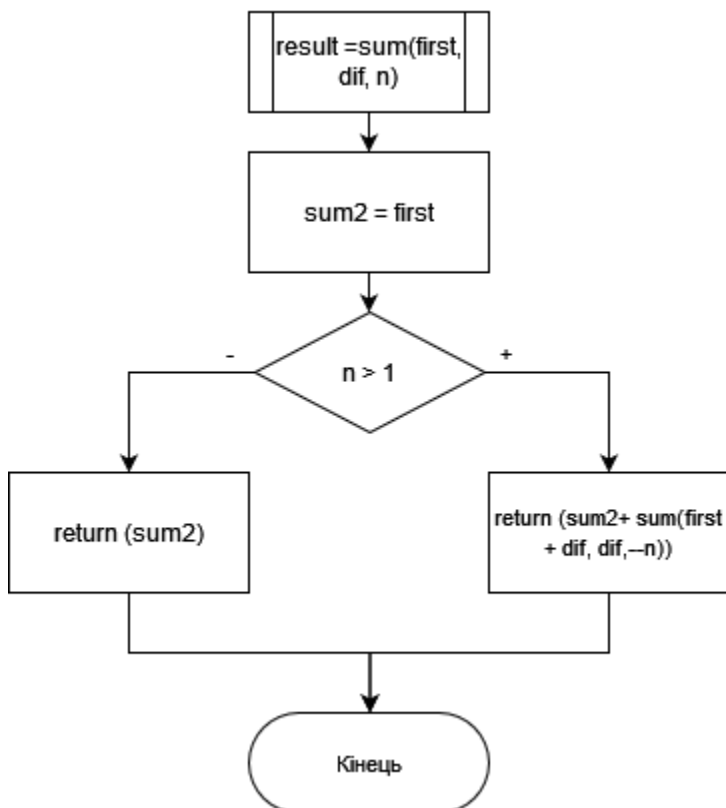 result =sum(first,
dif, n)
sum2 = first
-
n > 1
+
return (sum2)
return (sum2+ sum(first
+ dif, dif,--n))
Кінець